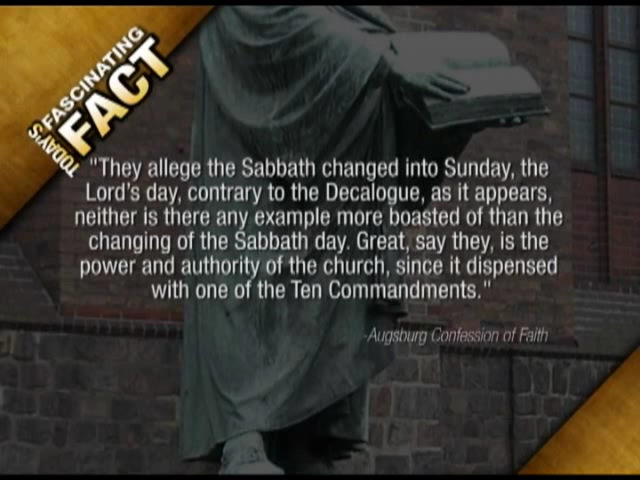 TODAY'S
FASCINATING
FACT
"They allege the Sabbath changed into Sunday, the
Lord's day, contrary to the Decalogue, as it appears,
neither is there any example more boasted of than the
changing of the Sabbath day. Great, say they, is the
power and authority of the church, since it dispensed
with one of the Ten Commandments."
-Augsburg Confession of Faith